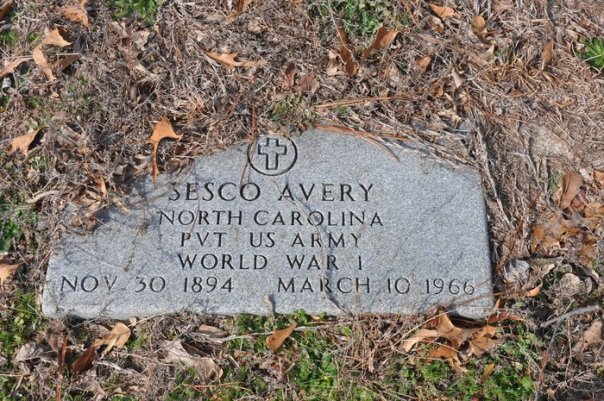 SESCO AVERY
NORTH CAROLINA
PVT US ARMY
WORLD WAR I
NOV 30 1894 MARCH 10 1966